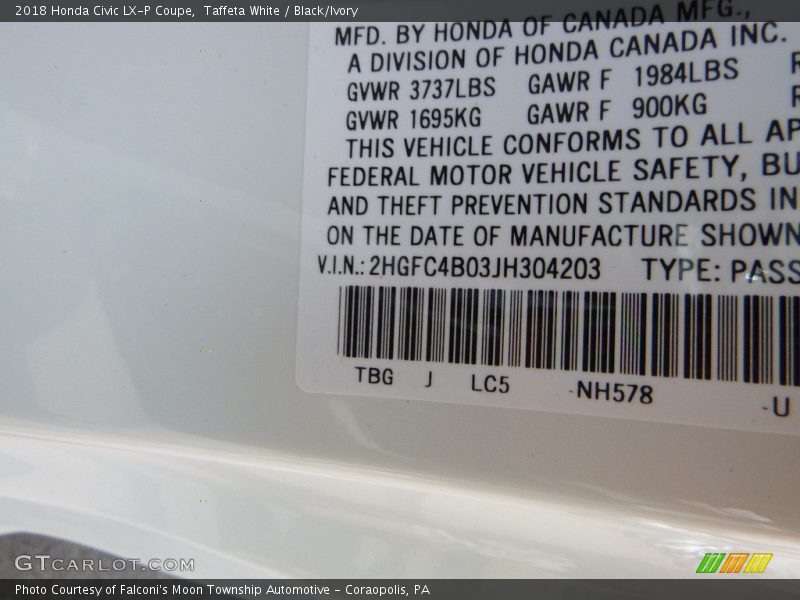 2018 Honda Civic LX-P Coupe, Taffeta White / Black/Ivory
MFD. BY HONDA OF CANADA MFG.,
A DIVISION OF HONDA CANADA INC.
GVWR 3737LBS GAWR F 1984LBS R
GVWR 1695KG GAWR F 900KG R
THIS VEHICLE CONFORMS TO ALL AP
FEDERAL MOTOR VEHICLE SAFETY, BU
AND THEFT PREVENTION STANDARDS IN
ON THE DATE OF MANUFACTURE SHOWN
V.I.N.: 2HGFC4B03JH304203 TYPE: PASS
TBG J LC5 -NH578 -U
GTCARLOT.COM
Photo Courtesy of Falconi's Moon Township Automotive - Coraopolis, PA